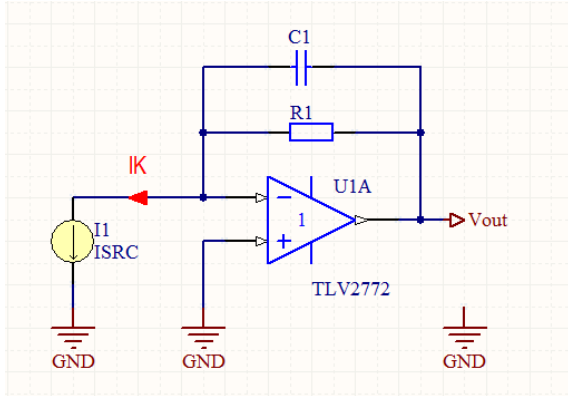 C1
R1
IK
U1A
I1
ISRC
1
Vout
TLV2772
GND
GND
GND